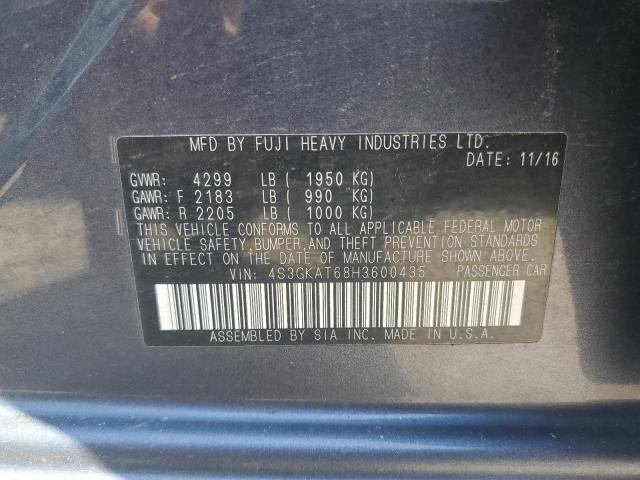 MFD BY FUJI HEAVY INDUSTRIES LTD.
DATE: 11/16
GVWR: 4299 LB ( 1950 KG)
GAWR: F 2183 LB ( 990 KG)
GAWR: R 2205 LB ( 1000 KG)
THIS VEHICLE CONFORMS TO ALL APPLICABLE FEDERAL MOTOR
VEHICLE SAFETY, BUMPER, AND THEFT PREVENTION STANDARDS
IN EFFECT ON THE DATE OF MANUFACTURE SHOWN ABOVE.
VIN: 4S3GKAT68H3600435 PASSENGER CAR
ASSEMBLED BY SIA INC. MADE IN U.S.A.